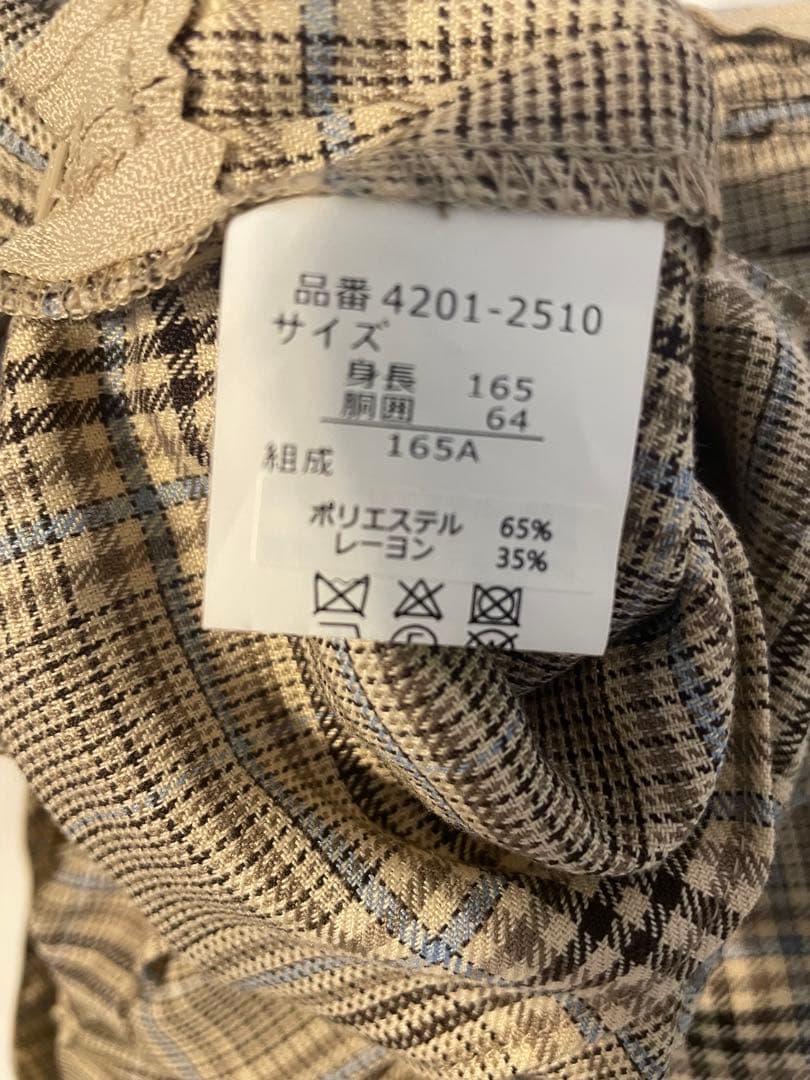 品番 4201-2510
サイズ
身長 165
胴囲 64
165A
組成
ポリエステル 65%
レーヨン 35%